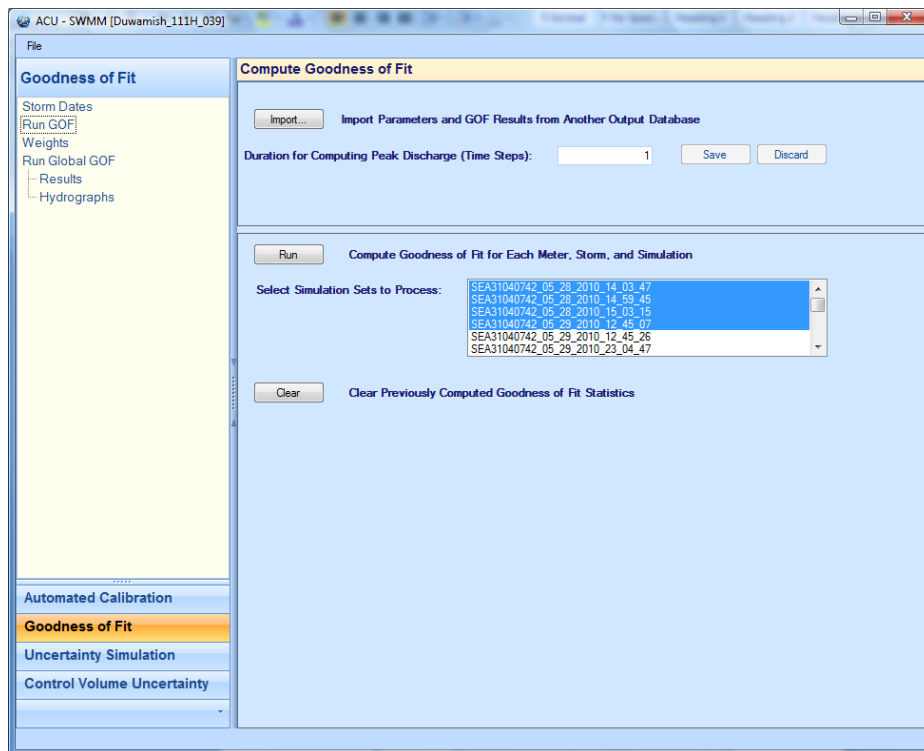 ACU - SWMM [Duwamish_111H_039]
File
Goodness of Fit
Storm Dates
Run GOF
Weights
Run Global GOF
Results
Hydrographs
Automated Calibration
Goodness of Fit
Uncertainty Simulation
Control Volume Uncertainty
Compute Goodness of Fit
Import... Import Parameters and GOF Results from Another Output Database
Duration for Computing Peak Discharge (Time Steps): 1 Save Discard
Run Compute Goodness of Fit for Each Meter, Storm, and Simulation
Select Simulation Sets to Process:
SEA31040742_05_28_2010_14_03_47
SEA31040742_05_28_2010_14_59_45
SEA31040742_05_28_2010_15_03_15
SEA31040742_05_29_2010_12_45_07
SEA31040742_05_29_2010_12_45_26
SEA31040742_05_29_2010_23_04_47
Clear Clear Previously Computed Goodness of Fit Statistics